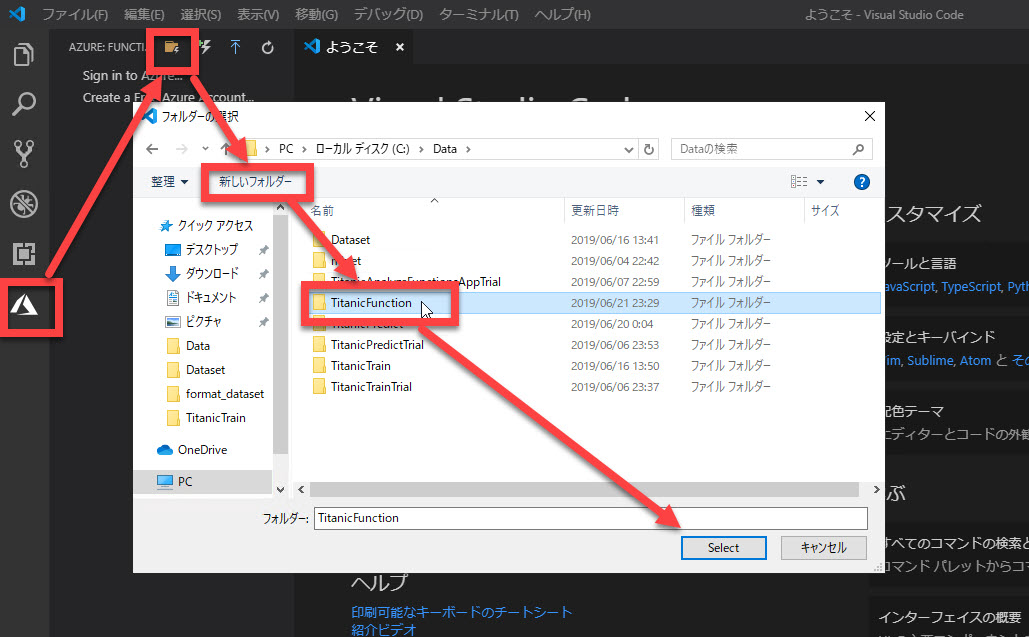 ファイル(F) 編集(E) 選択(S) 表示(V) 移動(G) デバッグ(D) ターミナル(T) ヘルプ(H) ようこそ - Visual Studio Code
AZURE: FUNCTI... ようこそ
Sign in to Azure...
Create a Free Azure Account...
Visual Studio Code
フォルダーの選択
PC ローカル ディスク (C:) Data Dataの検索
整理 新しいフォルダー
名前 更新日時 種類 サイズ
クイック アクセス
デスクトップ
ダウンロード
ドキュメント
ピクチャ
Data
Dataset
format_dataset
TitanicTrain
OneDrive
PC
Dataset 2019/06/16 13:41 ファイル フォルダー
2019/06/04 22:42 ファイル フォルダー
TitanicAnalyzeFunctionsAppTrial 2019/06/07 22:59 ファイル フォルダー
TitanicFunction 2019/06/21 23:29 ファイル フォルダー
TitanicPredict 2019/06/20 0:04 ファイル フォルダー
TitanicPredictTrial 2019/06/06 23:53 ファイル フォルダー
TitanicTrain 2019/06/16 13:50 ファイル フォルダー
TitanicTrainTrial 2019/06/06 23:37 ファイル フォルダー
フォルダー: TitanicFunction
Select キャンセル
スタマイズ
ツールと言語
JavaScript, TypeScript, Pyth
設定とキーバインド
Vim, Sublime, Atom と その
配色テーマ
エディターとコードの外観
ぶ
すべてのコマンドの検索と
コマンド パレットからコマ
インターフェイスの概要
ヘルプ
印刷可能なキーボードのチートシート
紹介ビデオ